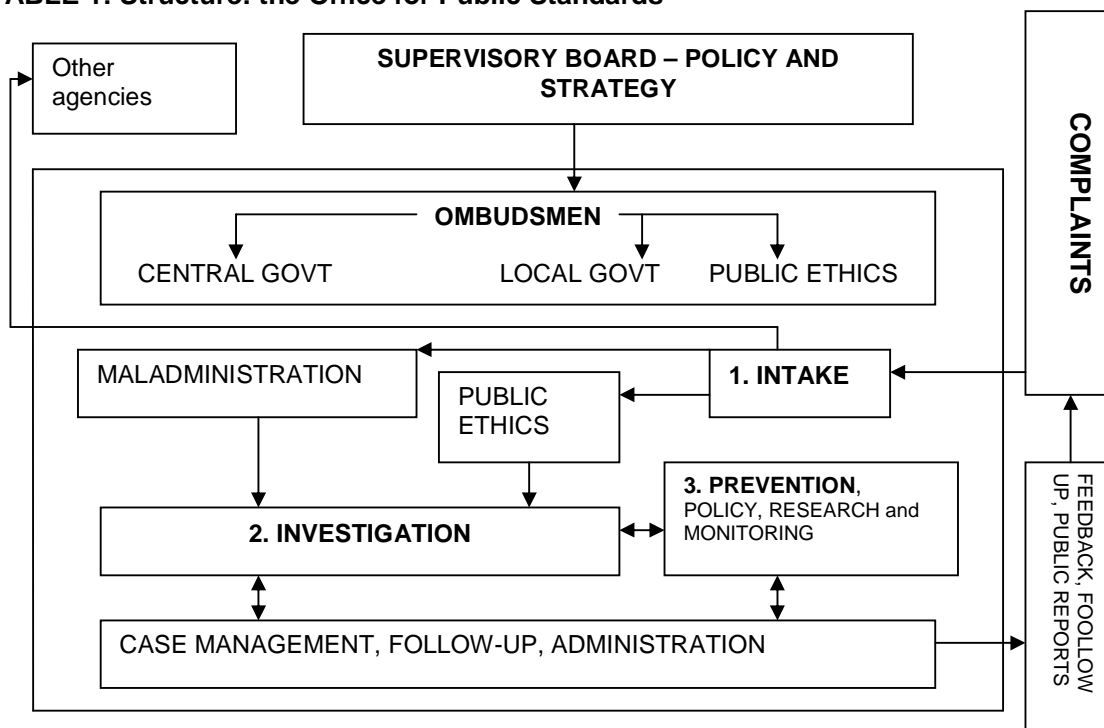 ABLE 1: Structure: the Office for Public Standards
Other
agencies
SUPERVISORY BOARD – POLICY AND
STRATEGY
COMPLAINTS
OMBUDSMEN
CENTRAL GOVT
LOCAL GOVT
PUBLIC ETHICS
MALADMINISTRATION
PUBLIC
ETHICS
1. INTAKE
2. INVESTIGATION
3. PREVENTION,
POLICY, RESEARCH and
MONITORING
CASE MANAGEMENT, FOLLOW-UP, ADMINISTRATION
FEEDBACK, FOOLLOW
UP, PUBLIC REPORTS